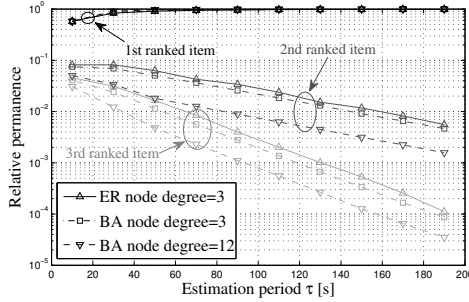 10⁰
10⁻¹
10⁻²
10⁻³
10⁻⁴
10⁻⁵
Relative permanence
1st ranked item
2nd ranked item
3rd ranked item
ER node degree=3
BA node degree=3
BA node degree=12
0 20 40 60 80 100 120 140 160 180 200
Estimation period τ [s]